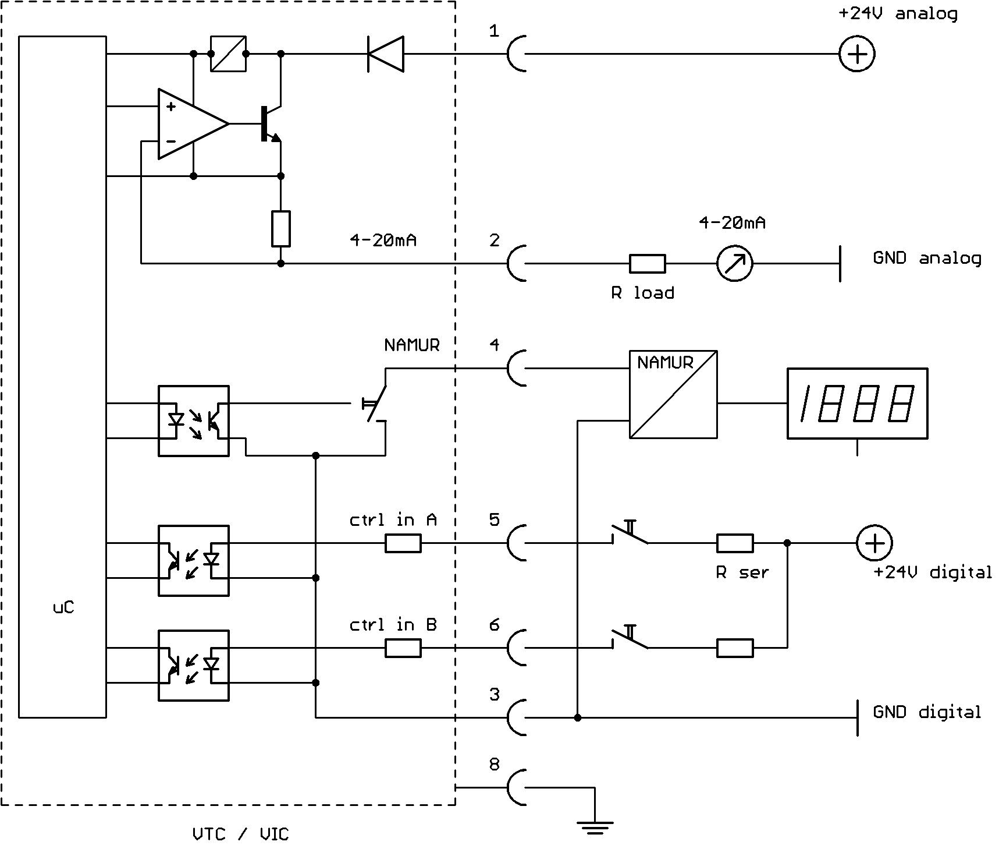 +24V analog
1
+
-
4-20mA
2
4-20mA
GND analog
R load
NAMUR
4
NAMUR
1888
ctrl in A
5
R ser
+24V digital
uC
ctrl in B
6
3
GND digital
8
VTC / VIC